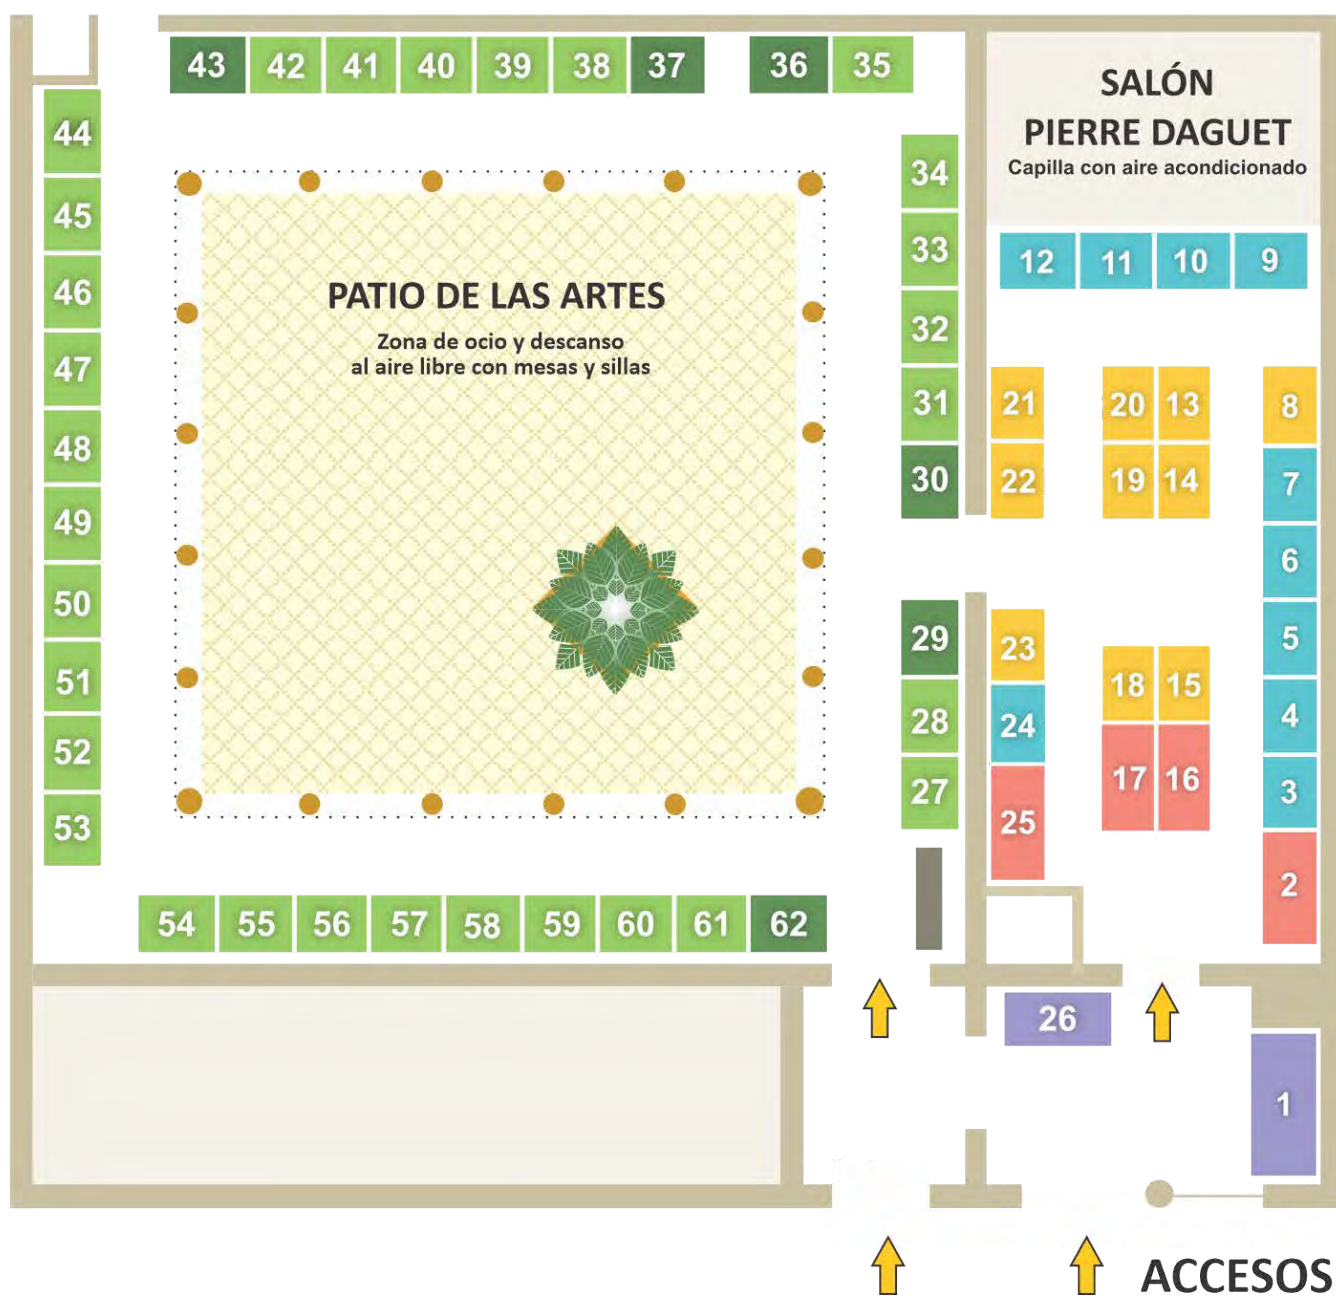 43 42 41 40 39 38 37 36 35
SALÓN
PIERRE DAGUET
Capilla con aire acondicionado
44
45
46
47
48
49
50
51
52
53
PATIO DE LAS ARTES
Zona de ocio y descanso
al aire libre con mesas y sillas
34
33
32
31
30
29
28
27
12 11 10 9
21 20 13 8
22 19 14 7
6
23 18 15 5
24 4
17 16 3
25
2
54 55 56 57 58 59 60 61 62
26
1
ACCESOS